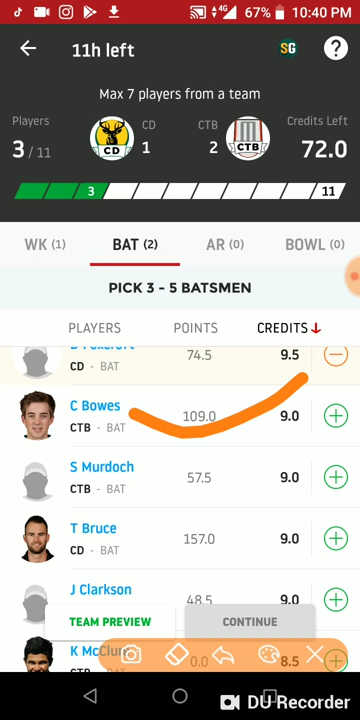 4G 67% 10:40 PM
11h left SG ?
Max 7 players from a team
Players CD CTB Credits Left
3 / 11 CD 1 2 CTB 72.0
3 11
WK (1) BAT (2) AR (0) BOWL (0)
PICK 3 - 5 BATSMEN
PLAYERS POINTS CREDITS
74.5 9.5
CD - BAT
C Bowes 109.0 9.0
CTB - BAT
S Murdoch 57.5 9.0
CTB - BAT
T Bruce 157.0 9.0
CD - BAT
J Clarkson 48.5 9.0
TEAM PREVIEW CONTINUE
0.0 8.5
DU Recorder